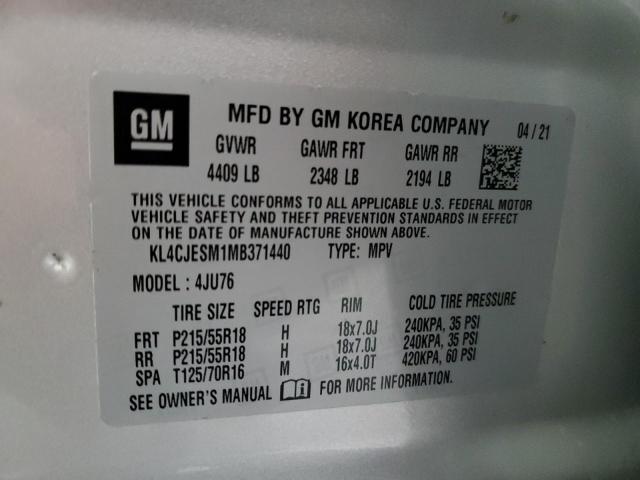 GM MFD BY GM KOREA COMPANY 04/21
GVWR GAWR FRT GAWR RR
4409 LB 2348 LB 2194 LB
THIS VEHICLE CONFORMS TO ALL APPLICABLE U.S. FEDERAL MOTOR
VEHICLE SAFETY AND THEFT PREVENTION STANDARDS IN EFFECT
ON THE DATE OF MANUFACTURE SHOWN ABOVE.
KL4CJESM1MB371440 TYPE: MPV
MODEL : 4JU76
TIRE SIZE SPEED RTG RIM COLD TIRE PRESSURE
FRT P215/55R18 H 18x7.0J 240KPA, 35 PSI
RR P215/55R18 H 18x7.0J 240KPA, 35 PSI
SPA T125/70R16 M 16x4.0T 420KPA, 60 PSI
SEE OWNER'S MANUAL FOR MORE INFORMATION.